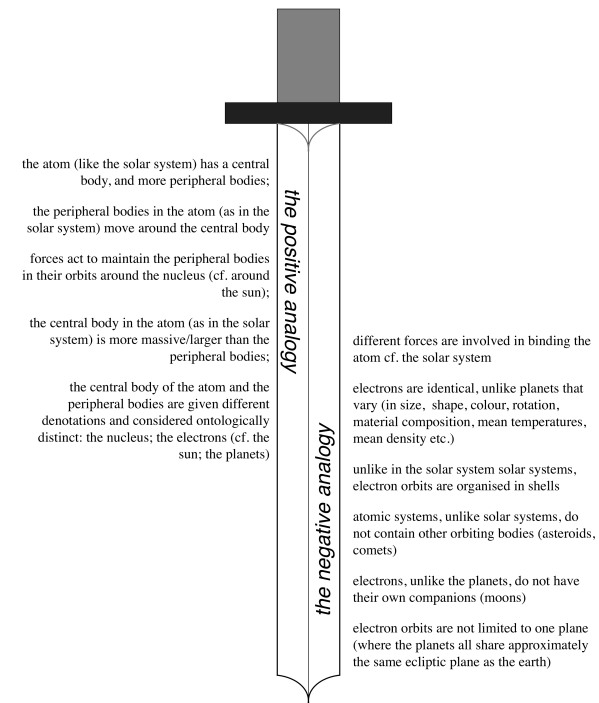 the atom (like the solar system) has a central
body, and more peripheral bodies;
the peripheral bodies in the atom (as in the
solar system) move around the central body
forces act to maintain the peripheral bodies
in their orbits around the nucleus (cf. around
the sun);
the central body in the atom (as in the solar
system) is more massive/larger than the
peripheral bodies;
the central body of the atom and the
peripheral bodies are given different
denotations and considered ontologically
distinct: the nucleus; the electrons (cf. the
sun; the planets)
the positive analogy
the negative analogy
different forces are involved in binding the
atom cf. the solar system
electrons are identical, unlike planets that
vary (in size, shape, colour, rotation,
material composition, mean temperatures,
mean density etc.)
unlike in the solar system solar systems,
electron orbits are organised in shells
atomic systems, unlike solar systems, do
not contain other orbiting bodies (asteroids,
comets)
electrons, unlike the planets, do not have
their own companions (moons)
electron orbits are not limited to one plane
(where the planets all share approximately
the same ecliptic plane as the earth)